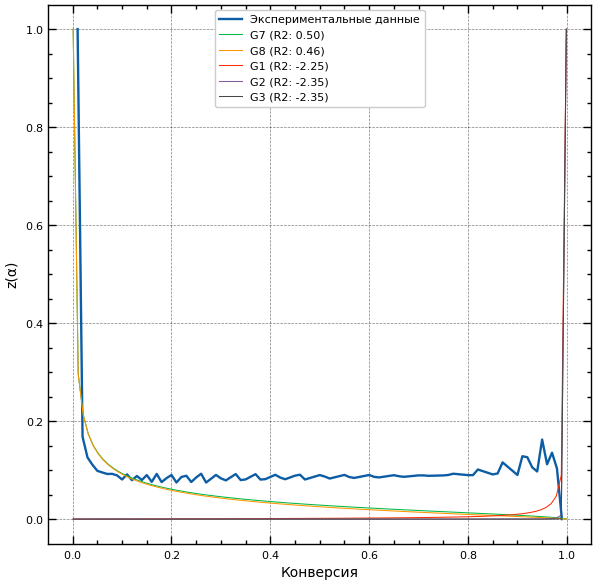 Экспериментальные данные
G7 (R2: 0.50)
G8 (R2: 0.46)
G1 (R2: -2.25)
G2 (R2: -2.35)
G3 (R2: -2.35)
1.0
0.8
0.6
0.4
0.2
0.0
z(α)
0.0 0.2 0.4 0.6 0.8 1.0
Конверсия